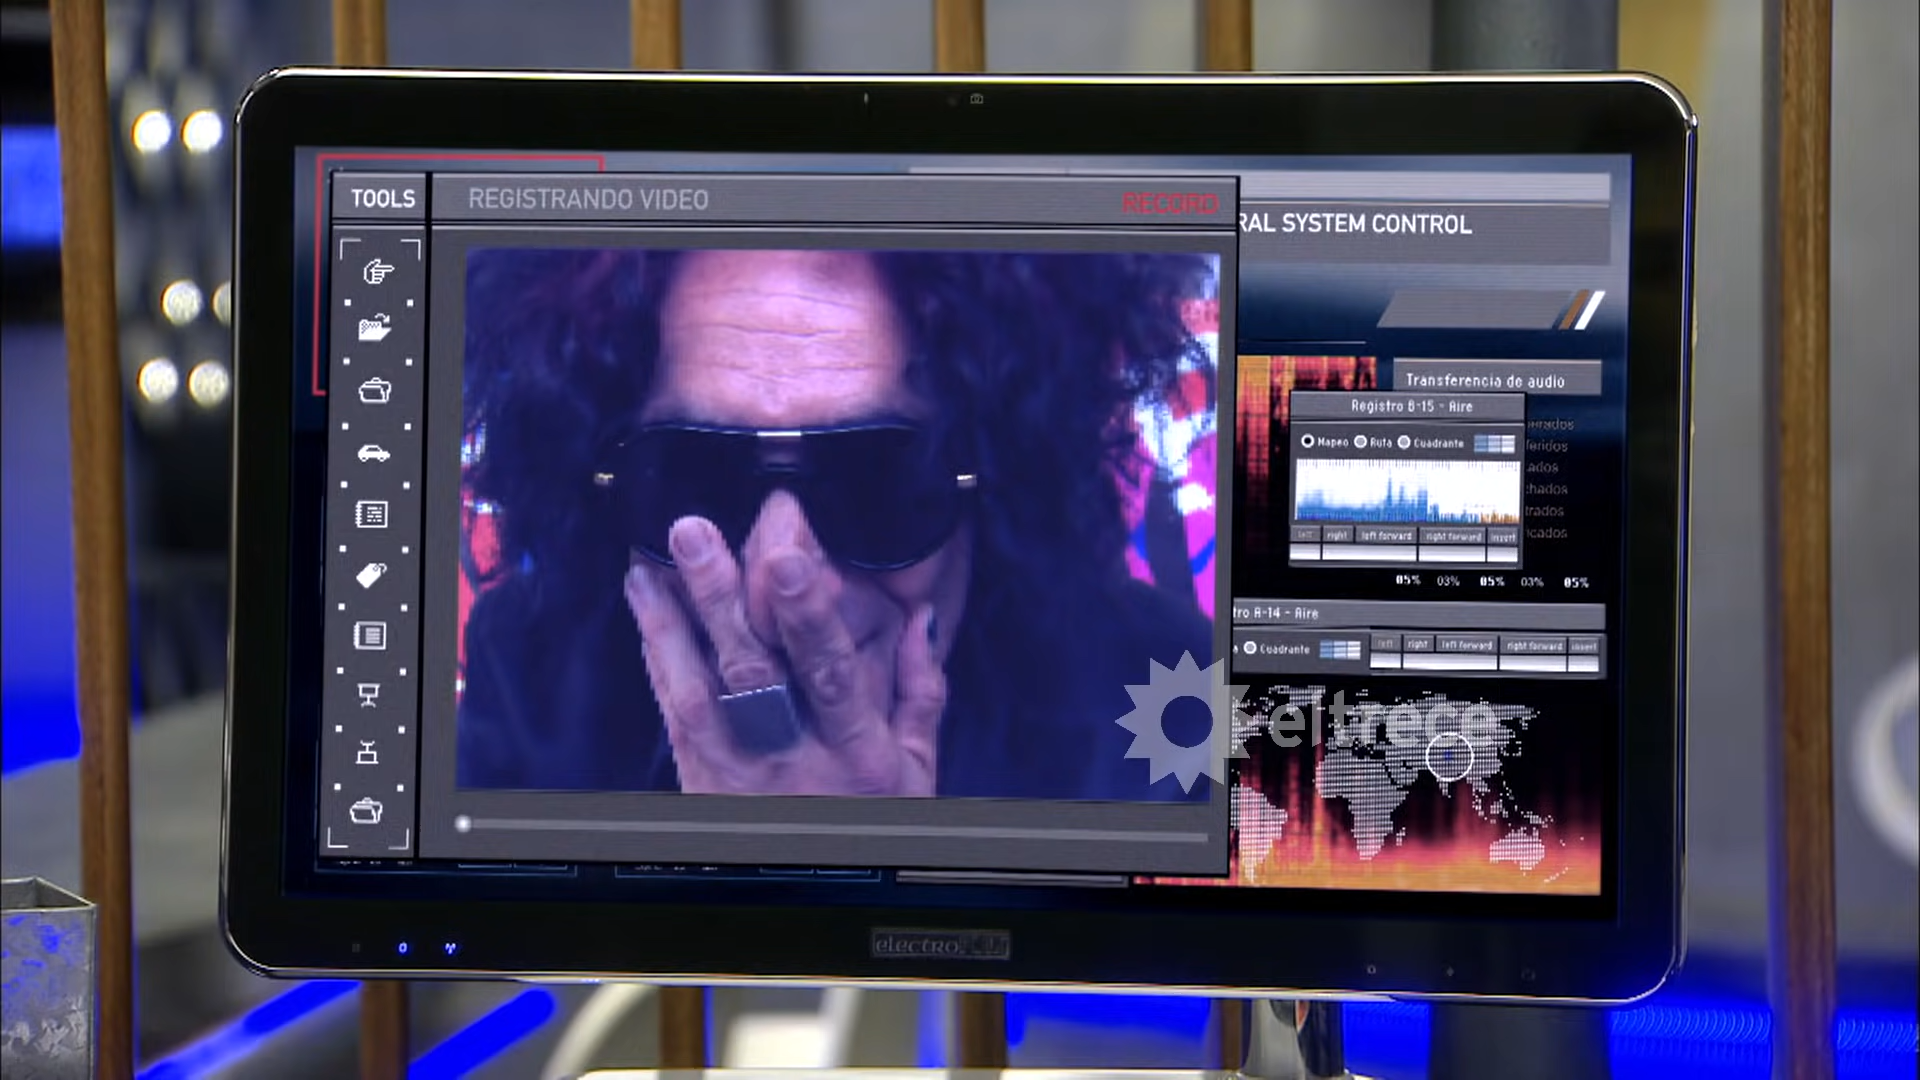 TOOLS
REGISTRANDO VIDEO
RECORD
RAL SYSTEM CONTROL
Transferencia de audio
Registro B-15 - Aire
Mapeo Ruta Cuadrante
left right left forward right forward insert
05% 03% 05% 03% 05%
tro A-14 - Aire
Cuadrante
left right left forward right forward insert
eltrece